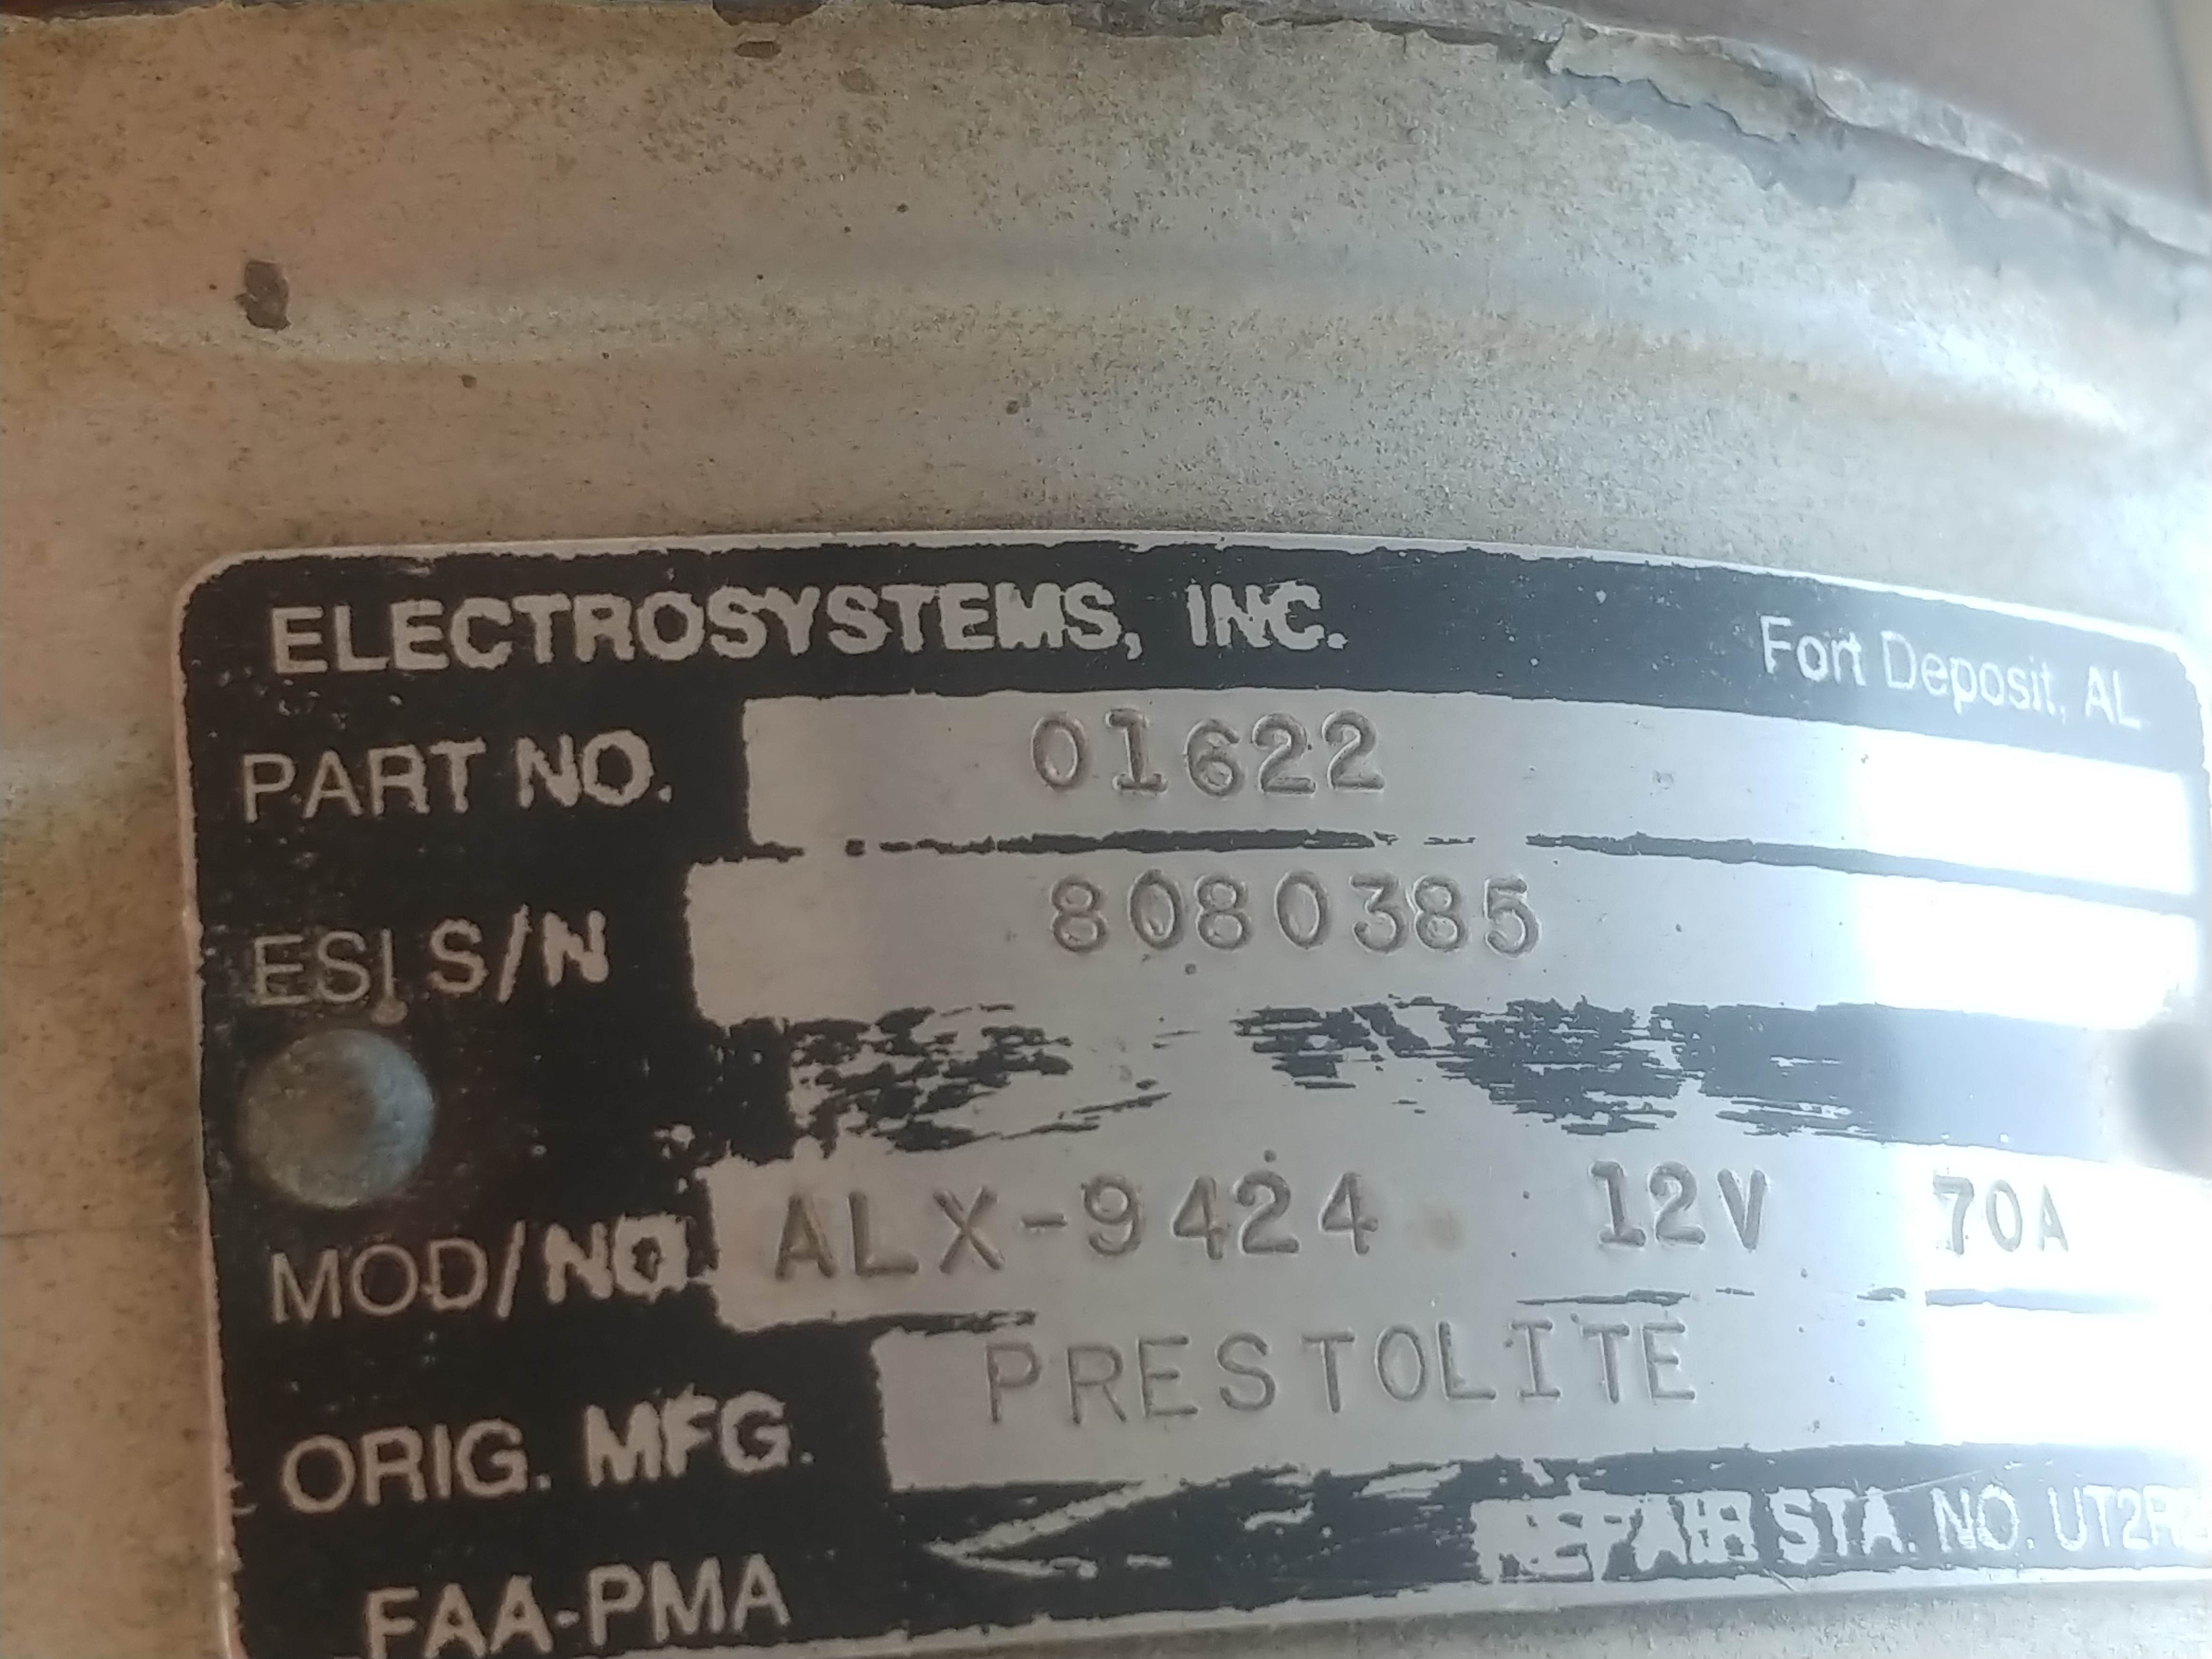 ELECTROSYSTEMS, INC. Fort Deposit, AL
PART NO. 01622
ESI S/N 8080385
MOD/NO. ALX-9424 12V 70A
ORIG. MFG. PRESTOLITE
REPAIR STA. NO.
FAA-PMA